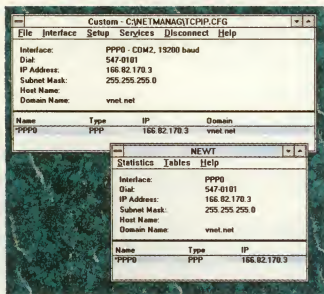 Custom - C:\NETMANAG\TCPIP.CFG
File Interface Setup Services Disconnect Help
Interface: PPP0 - COM2, 19200 baud
Dial: 547-0101
IP Address: 166.82.170.3
Subnet Mask: 255.255.255.0
Host Name:
Domain Name: vnet.net
Name Type IP Domain
*PPP0 PPP 166.82.170.3 vnet.net
NEWT
Statistics Tables Help
Interface: PPP0
Dial: 547-0101
IP Address: 166.82.170.3
Subnet Mask: 255.255.255.0
Host Name:
Domain Name: vnet.net
Name Type IP
*PPP0 PPP 166.82.170.3